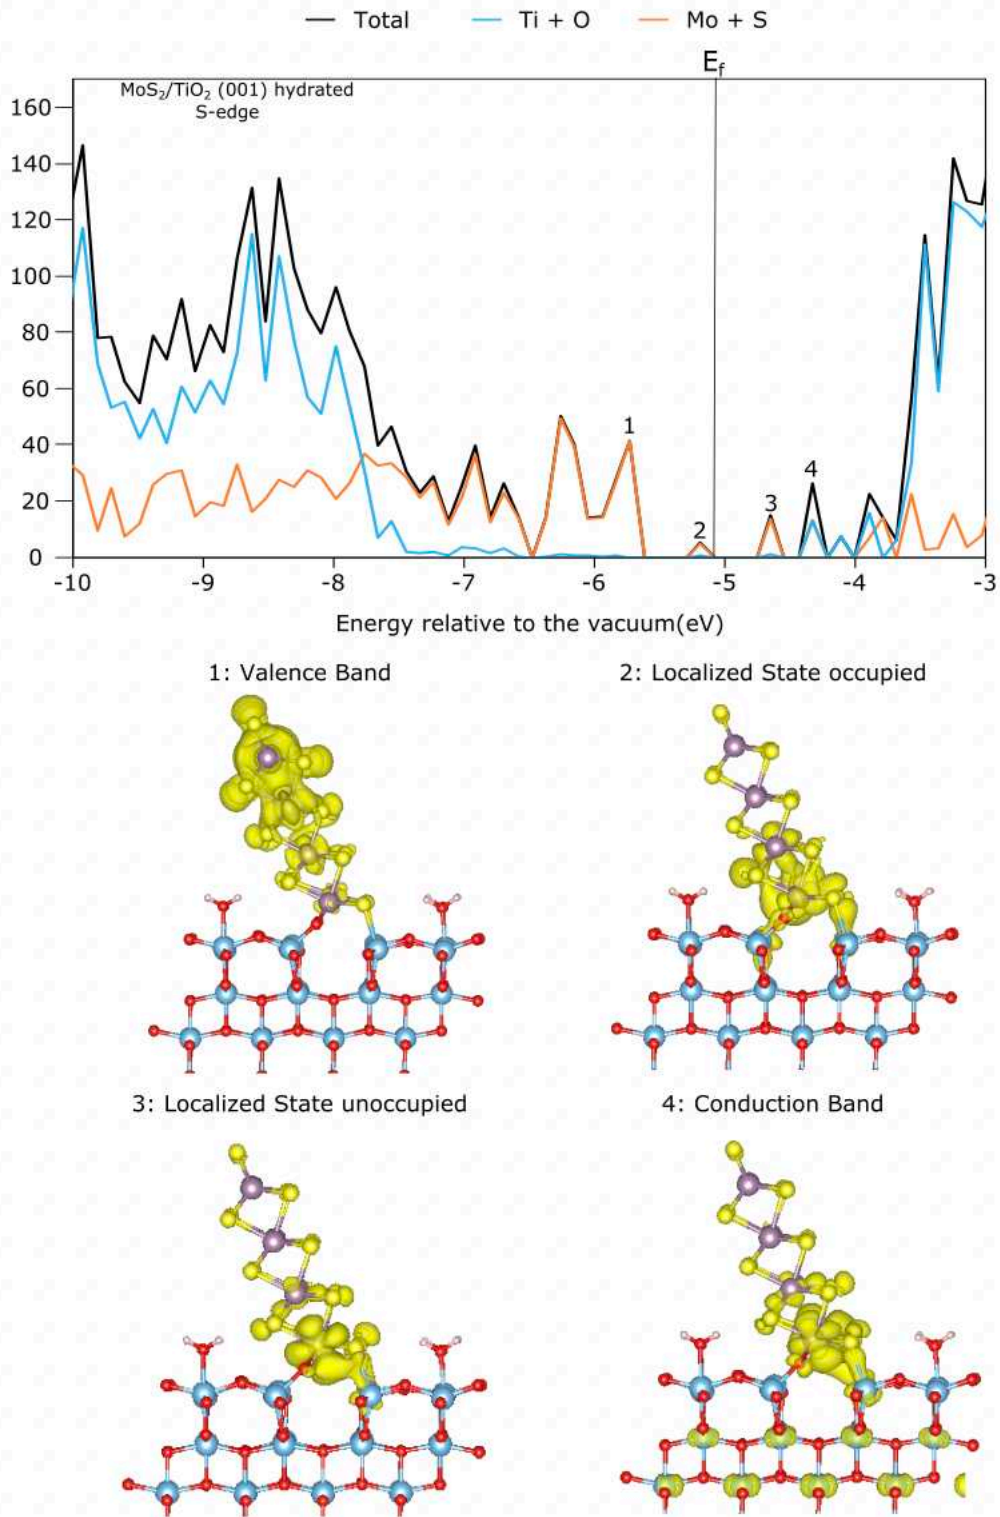 Total Ti + O Mo + S
E_f
MoS₂/TiO₂ (001) hydrated
S-edge
160
140
120
100
80
60
40
20
0
1
2
3
4
-10 -9 -8 -7 -6 -5 -4 -3
Energy relative to the vacuum(eV)
1: Valence Band 2: Localized State occupied
3: Localized State unoccupied 4: Conduction Band